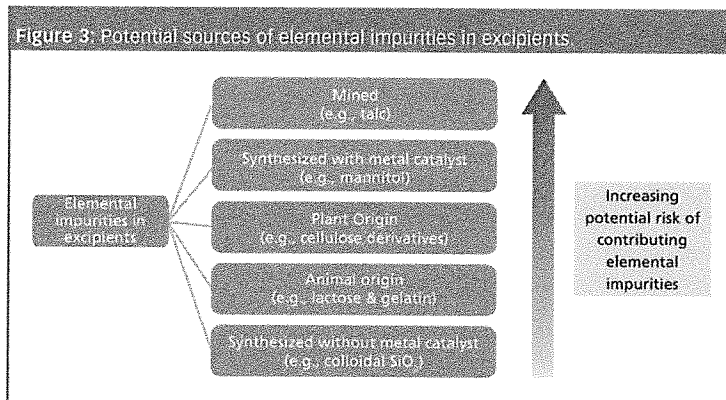 Figure 3: Potential sources of elemental impurities in excipients
Mined
(e.g., talc)
Synthesized with metal catalyst
(e.g., mannitol)
Elemental
impurities in
excipients
Plant Origin
(e.g., cellulose derivatives)
Animal origin
(e.g., lactose & gelatin)
Synthesized without metal catalyst
(e.g., colloidal SiO₂)
Increasing
potential risk of
contributing
elemental
impurities